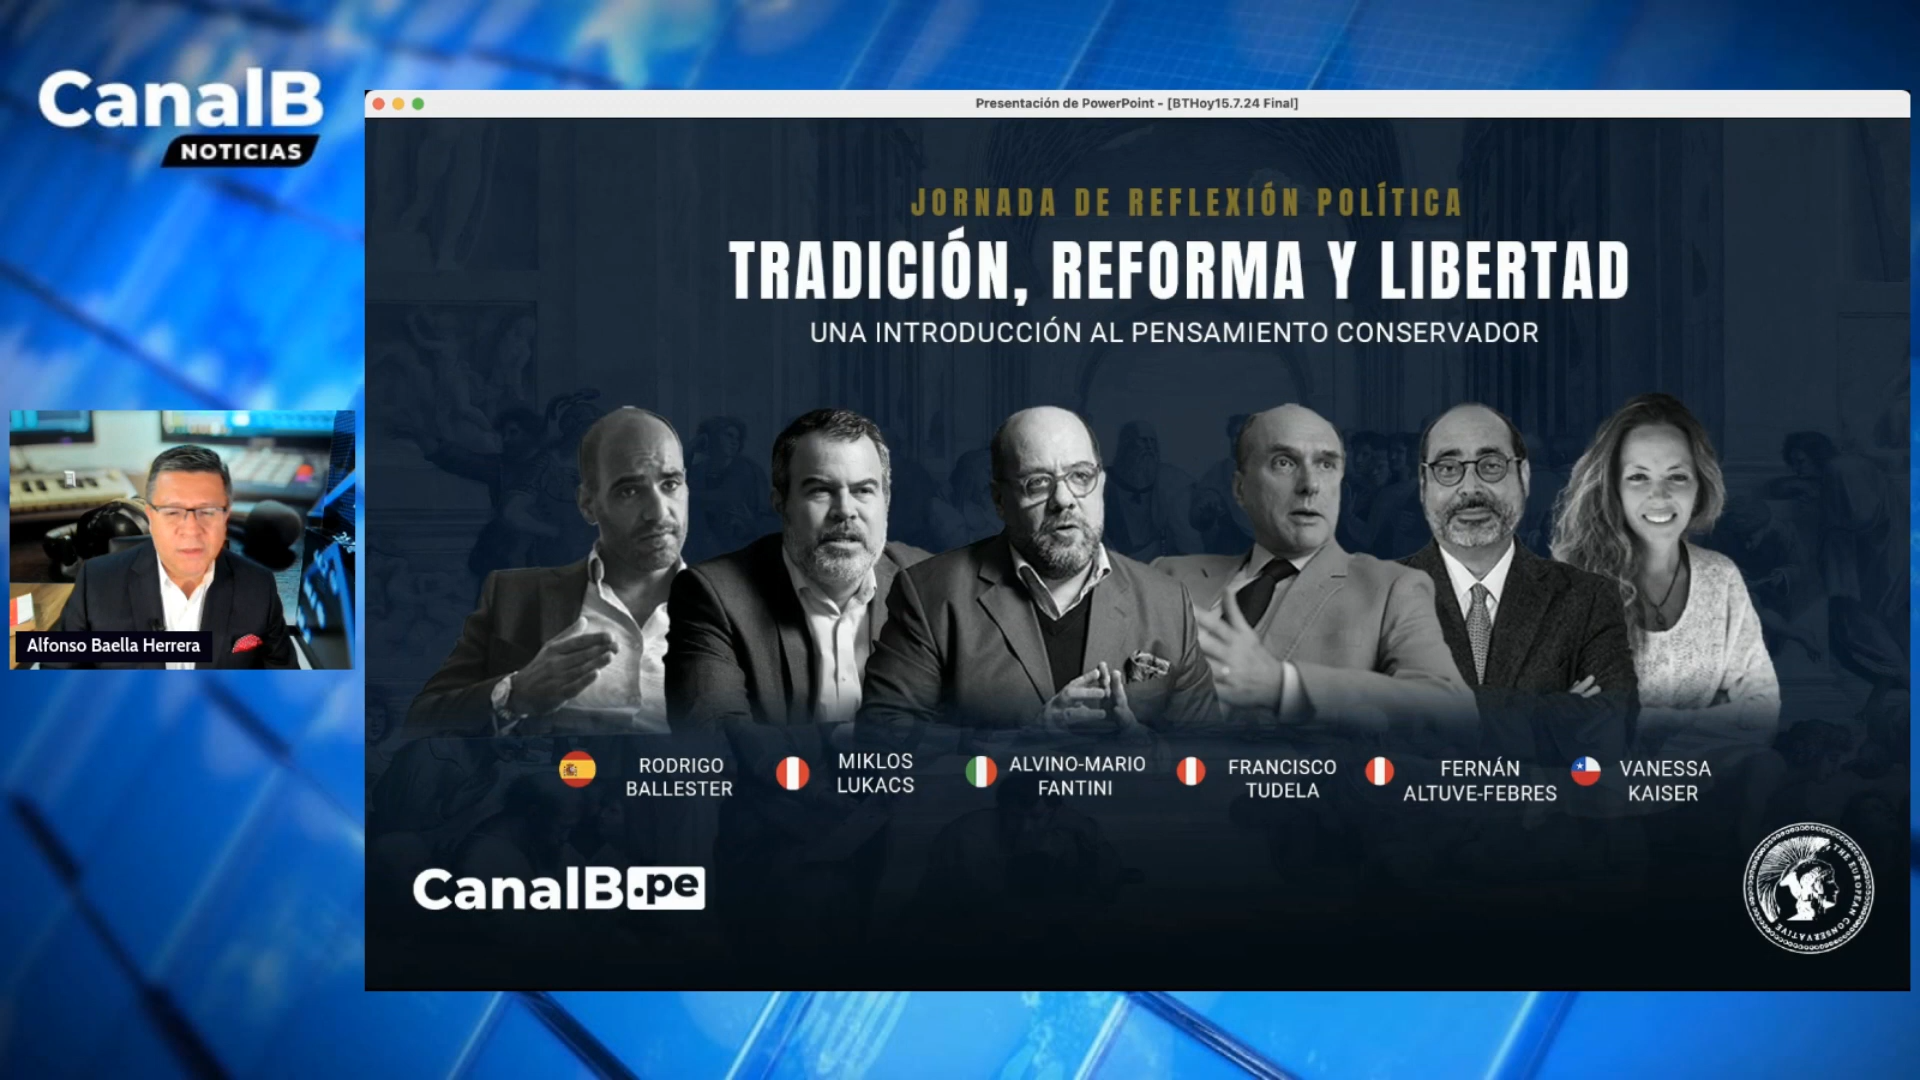 CanalB
NOTICIAS
Presentación de PowerPoint - [BTHoy15.7.24 Final]
JORNADA DE REFLEXIÓN POLÍTICA
TRADICIÓN, REFORMA Y LIBERTAD
UNA INTRODUCCIÓN AL PENSAMIENTO CONSERVADOR
Alfonso Baella Herrera
RODRIGO
BALLESTER
MIKLOS
LUKACS
ALVINO-MARIO
FANTINI
FRANCISCO
TUDELA
FERNÁN
ALTUVE-FEBRES
VANESSA
KAISER
CanalB.pe
THE EUROPEAN CONSERVATIVE